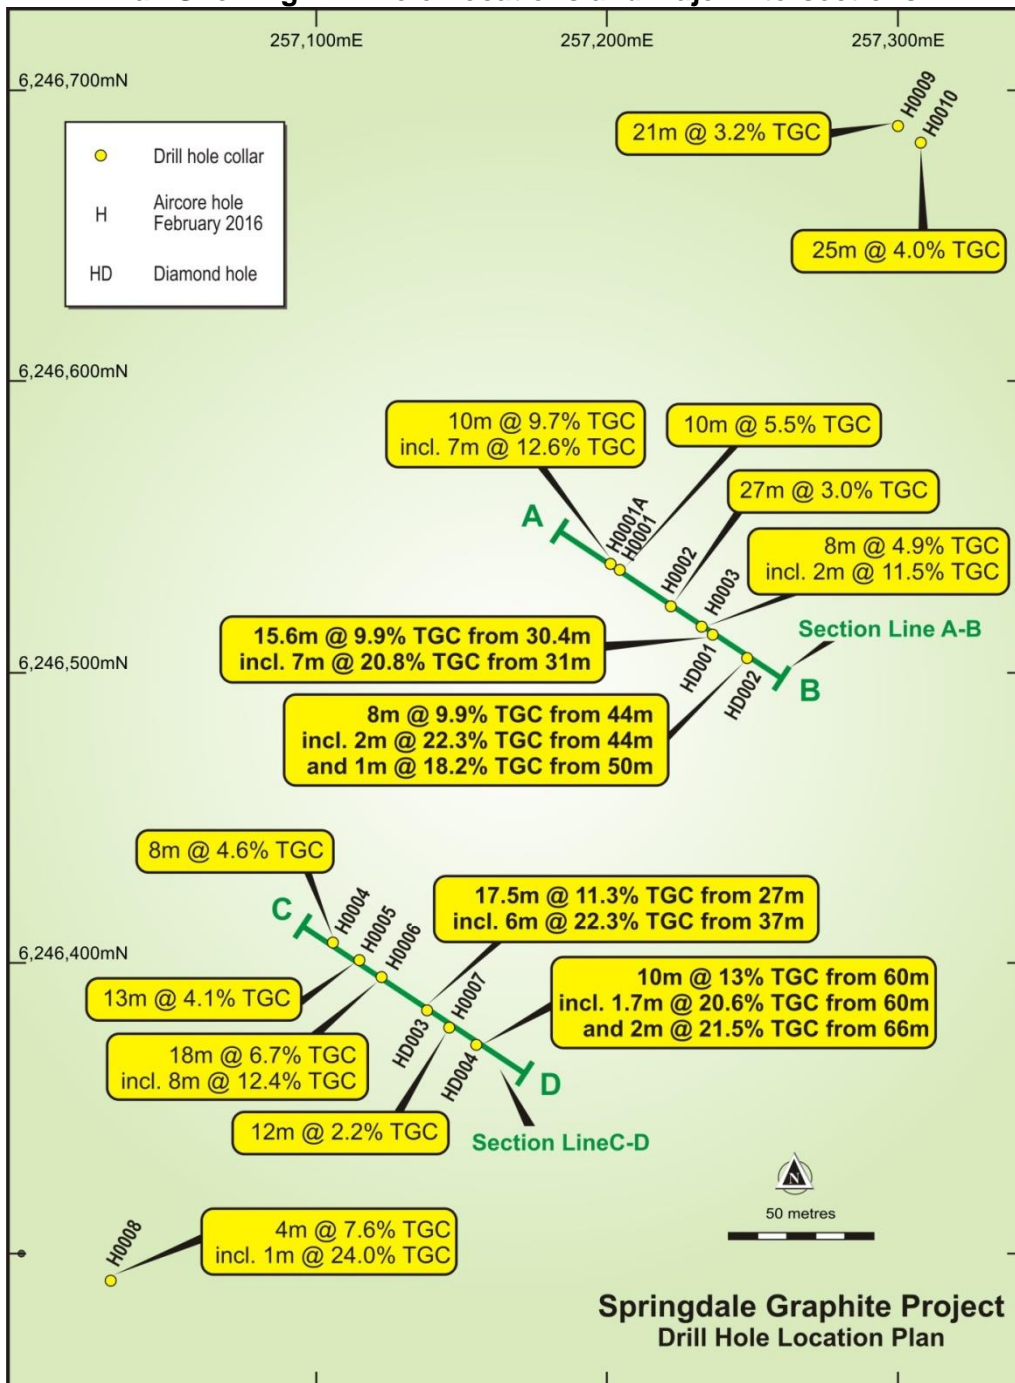 257,100mE
257,200mE
257,300mE
6,246,700mN
H0009
H0010
21m @ 3.2% TGC
25m @ 4.0% TGC
Drill hole collar
H
Aircore hole
February 2016
HD
Diamond hole
6,246,600mN
10m @ 9.7% TGC
incl. 7m @ 12.6% TGC
10m @ 5.5% TGC
27m @ 3.0% TGC
A
H0001A
H0001
H0002
H0003
8m @ 4.9% TGC
incl. 2m @ 11.5% TGC
15.6m @ 9.9% TGC from 30.4m
incl. 7m @ 20.8% TGC from 31m
Section Line A-B
6,246,500mN
HD001
HD002
B
8m @ 9.9% TGC from 44m
incl. 2m @ 22.3% TGC from 44m
and 1m @ 18.2% TGC from 50m
8m @ 4.6% TGC
17.5m @ 11.3% TGC from 27m
incl. 6m @ 22.3% TGC from 37m
C
H0004
H0005
H0006
6,246,400mN
10m @ 13% TGC from 60m
incl. 1.7m @ 20.6% TGC from 60m
and 2m @ 21.5% TGC from 66m
13m @ 4.1% TGC
H0007
HD003
HD004
18m @ 6.7% TGC
incl. 8m @ 12.4% TGC
D
12m @ 2.2% TGC
Section LineC-D
N
50 metres
H0008
4m @ 7.6% TGC
incl. 1m @ 24.0% TGC
Springdale Graphite Project
Drill Hole Location Plan